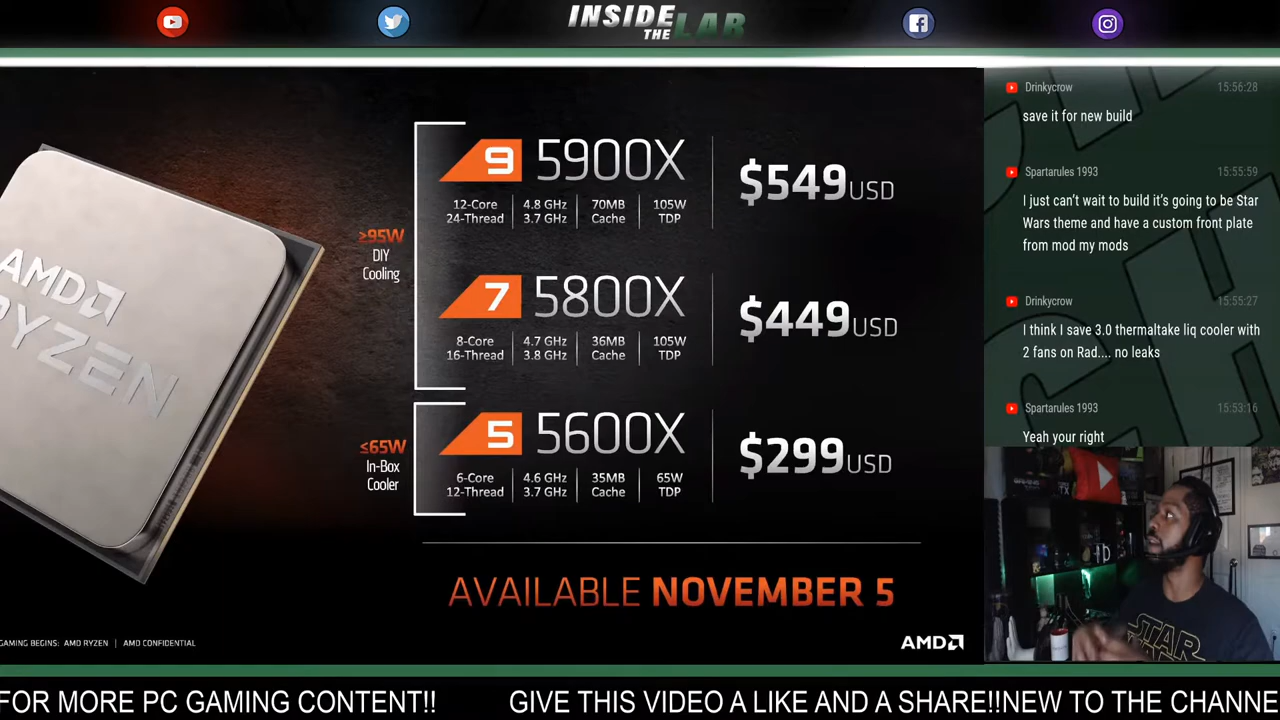 INSIDE
THE LAB
AMD
RYZEN
≥95W
DIY
Cooling
9 5900X
12-Core
24-Thread
4.8 GHz
3.7 GHz
70MB
Cache
105W
TDP
$549USD
7 5800X
8-Core
16-Thread
4.7 GHz
3.8 GHz
36MB
Cache
105W
TDP
$449USD
≤65W
In-Box
Cooler
5 5600X
6-Core
12-Thread
4.6 GHz
3.7 GHz
35MB
Cache
65W
TDP
$299USD
AVAILABLE NOVEMBER 5
GAMING BEGINS: AMD RYZEN | AMD CONFIDENTIAL
AMD
Drinkycrow 15:56:28
save it for new build
Spartarules 1993 15:55:59
I just can't wait to build it's going to be Star
Wars theme and have a custom front plate
from mod my mods
Drinkycrow 15:55:27
I think I save 3.0 thermaltake liq cooler with
2 fans on Rad.... no leaks
Spartarules 1993 15:53:16
Yeah your right
STAR
FOR MORE PC GAMING CONTENT!! GIVE THIS VIDEO A LIKE AND A SHARE!!NEW TO THE CHANNE